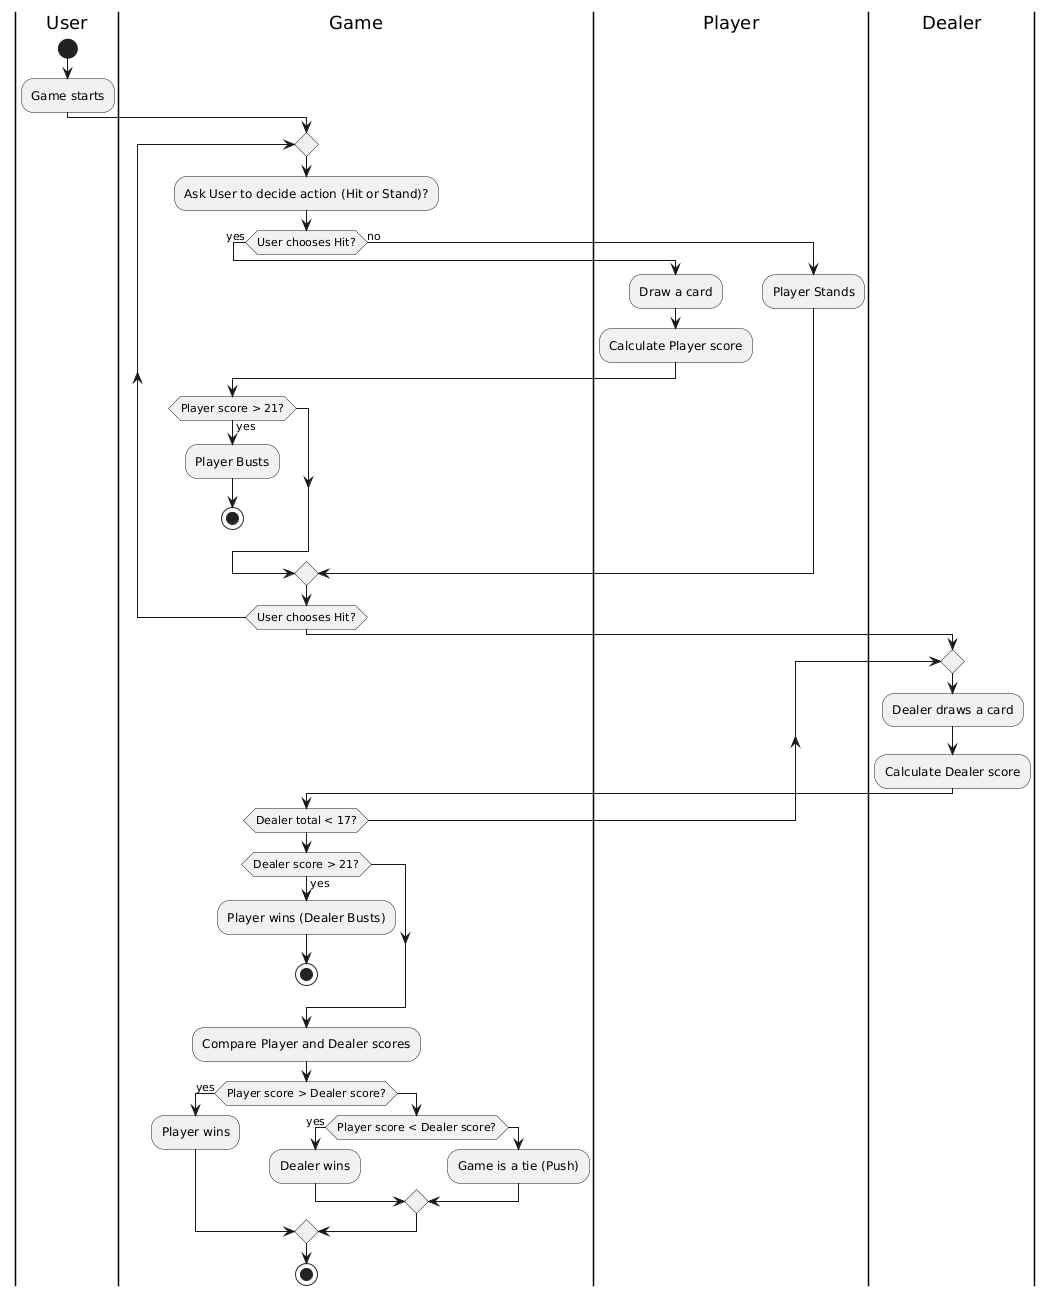 User
Game
Player
Dealer
Game starts
Ask User to decide action (Hit or Stand)?
yes
User chooses Hit?
no
Draw a card
Player Stands
Calculate Player score
Player score > 21?
yes
Player Busts
User chooses Hit?
Dealer draws a card
Calculate Dealer score
Dealer total < 17?
Dealer score > 21?
yes
Player wins (Dealer Busts)
Compare Player and Dealer scores
yes
Player score > Dealer score?
Player wins
yes
Player score < Dealer score?
Dealer wins
Game is a tie (Push)